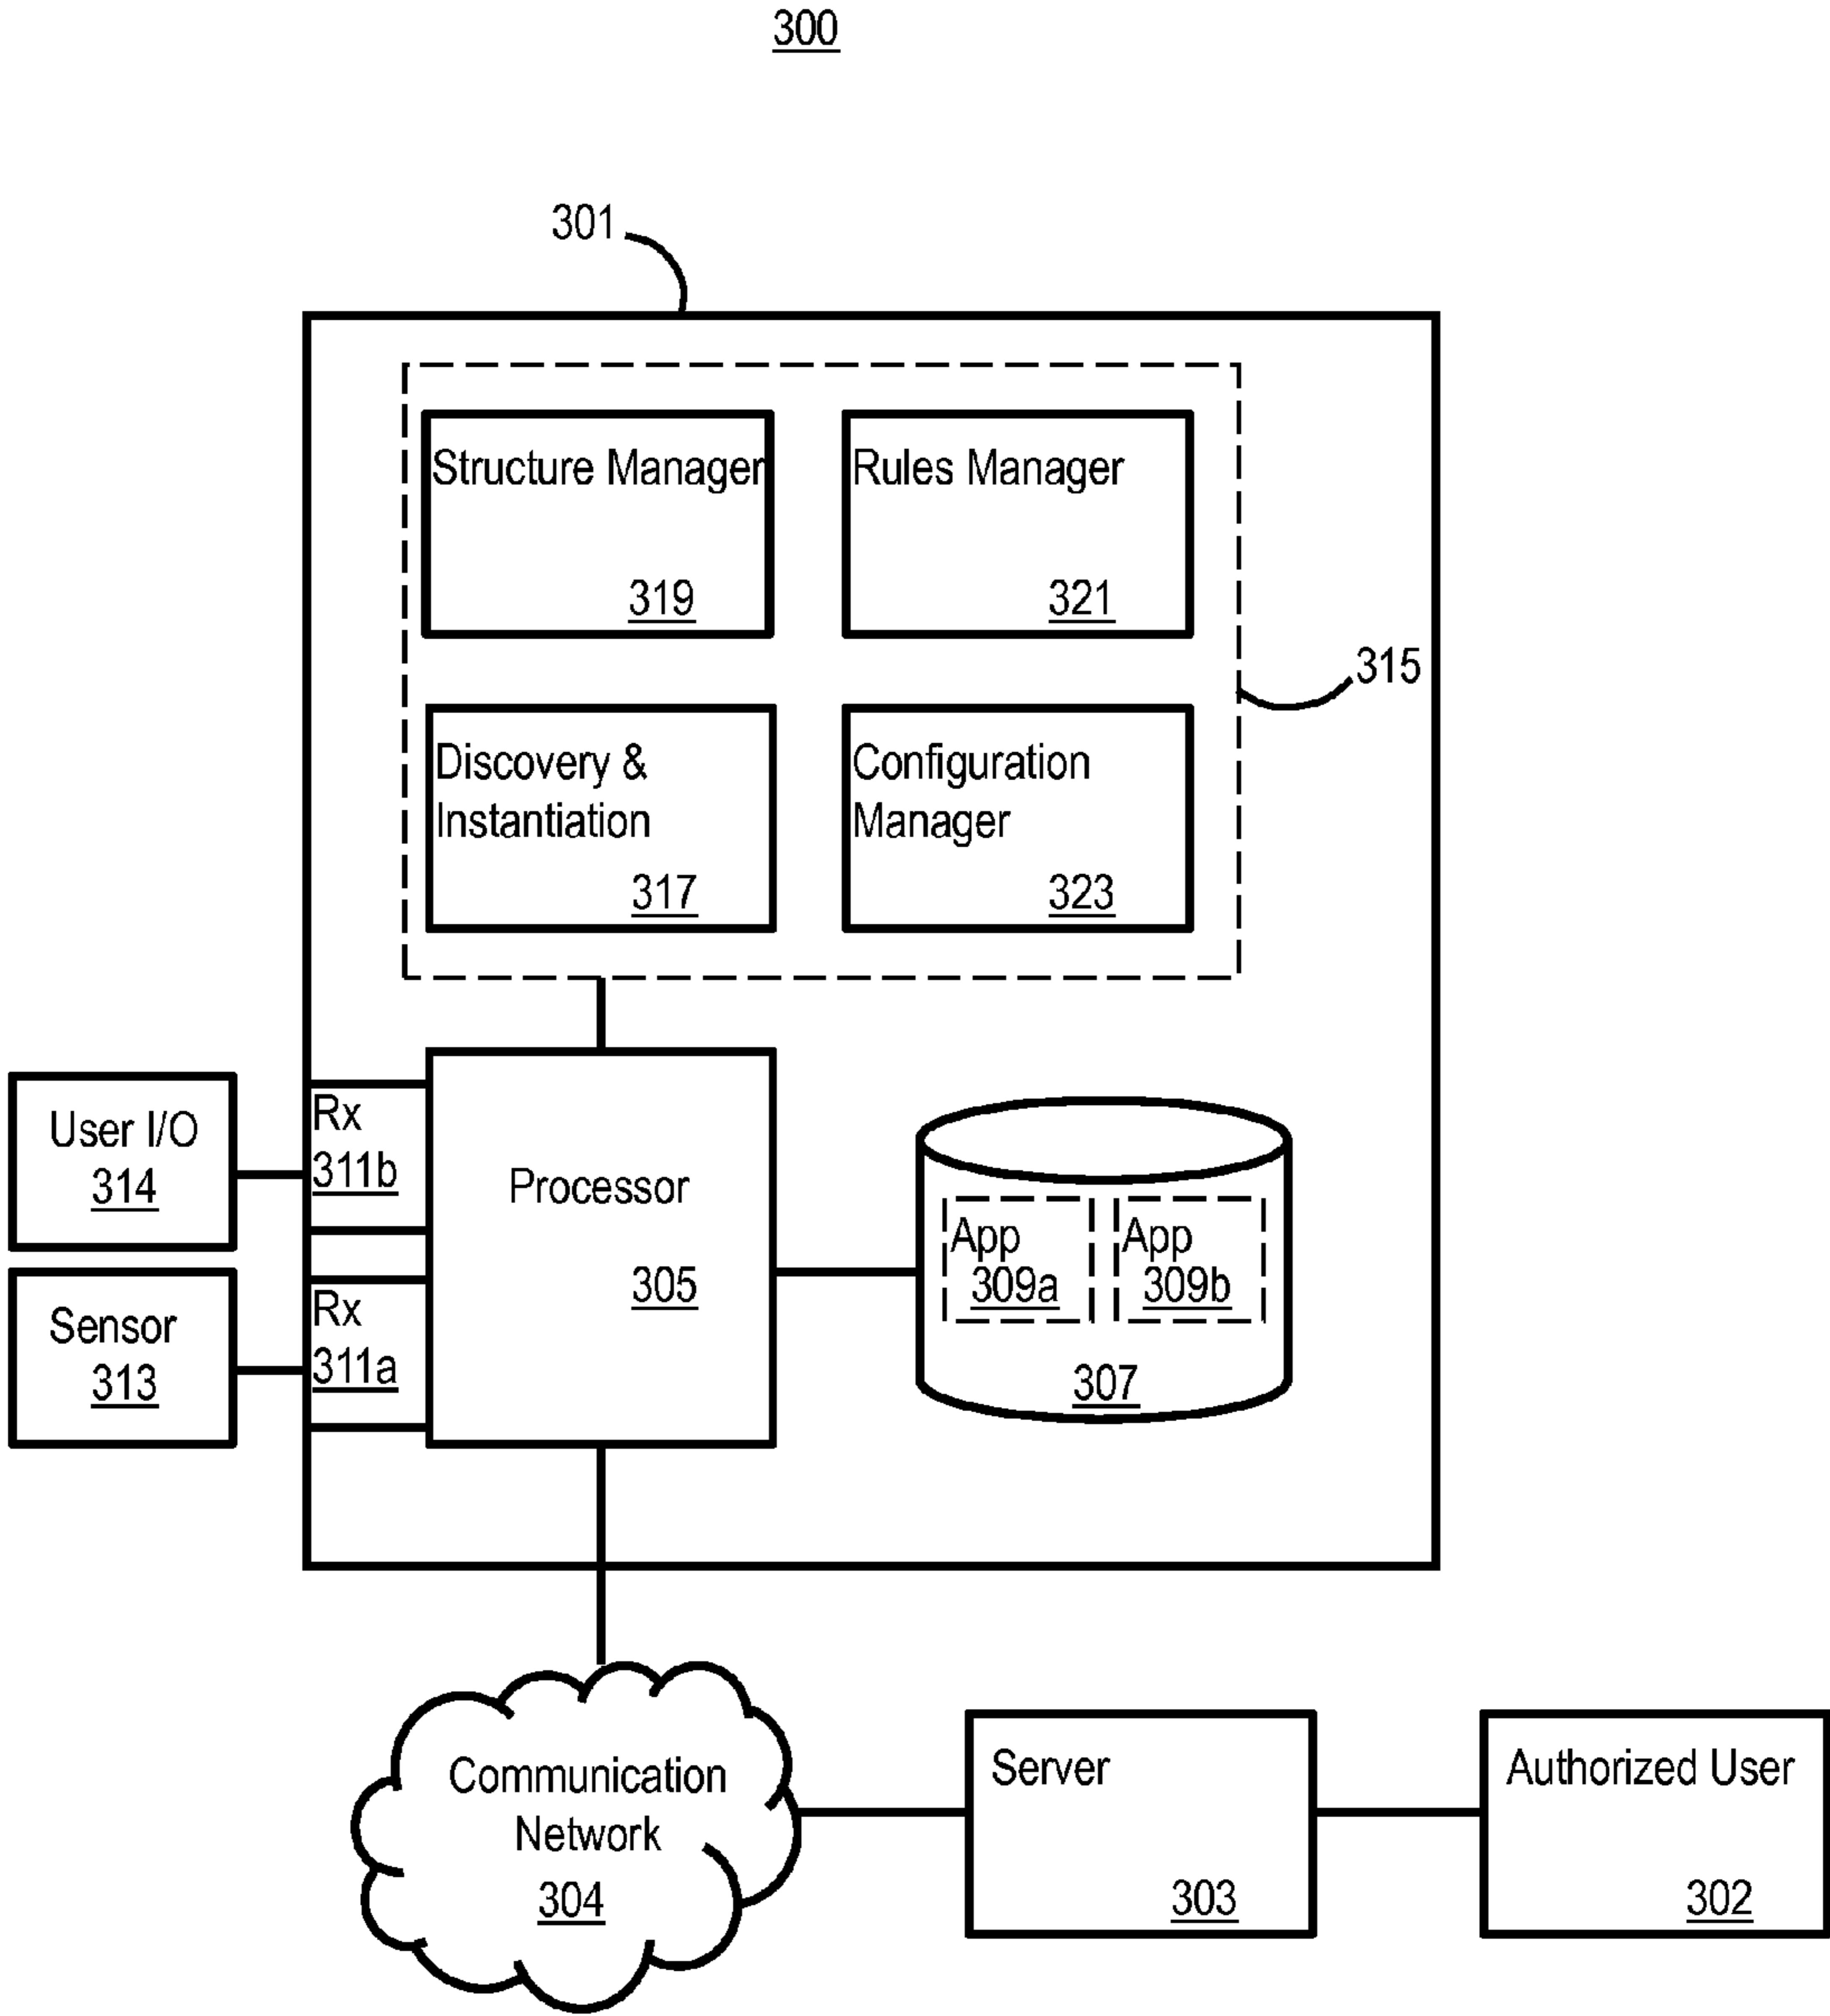 300
301
Structure Manager
319
Rules Manager
321
315
Discovery &
Instantiation
317
Configuration
Manager
323
User I/O
314
Rx
311b
Processor
305
App
309a
App
309b
307
Sensor
313
Rx
311a
Communication
Network
304
Server
303
Authorized User
302